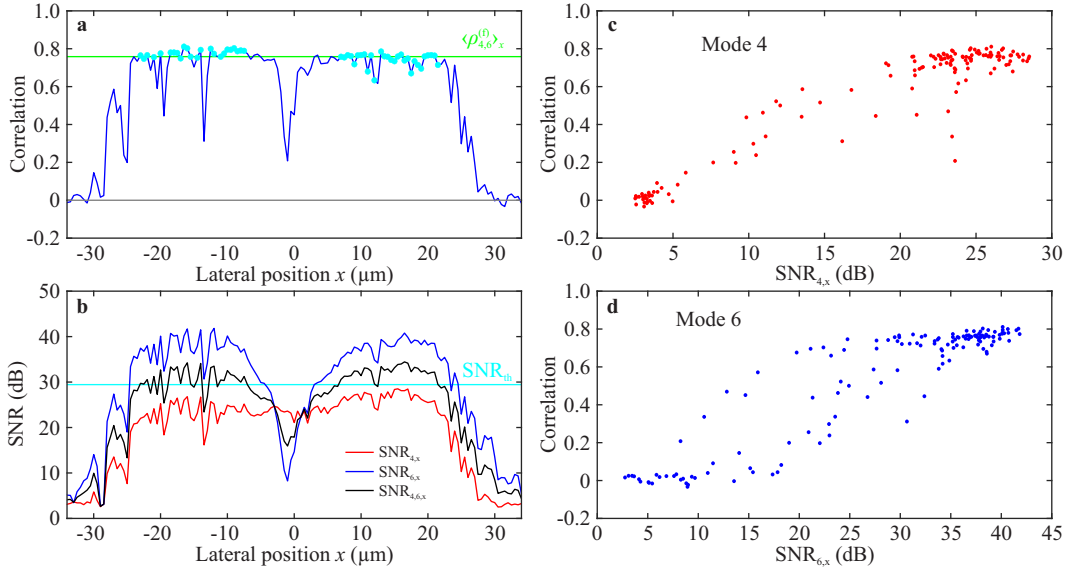 a
1.0
0.8
0.6
0.4
0.2
0
-0.2
Correlation
⟨ρ4,6(f)⟩x
-30 -20 -10 0 10 20 30
Lateral position x (µm)
b
50
40
30
20
10
0
SNR (dB)
SNRth
SNR4,x
SNR6,x
SNR4,6,x
-30 -20 -10 0 10 20 30
Lateral position x (µm)
c
Mode 4
1.0
0.8
0.6
0.4
0.2
0
-0.2
Correlation
0 5 10 15 20 25 30
SNR4,x (dB)
d
Mode 6
1.0
0.8
0.6
0.4
0.2
0
-0.2
Correlation
0 5 10 15 20 25 30 35 40 45
SNR6,x (dB)